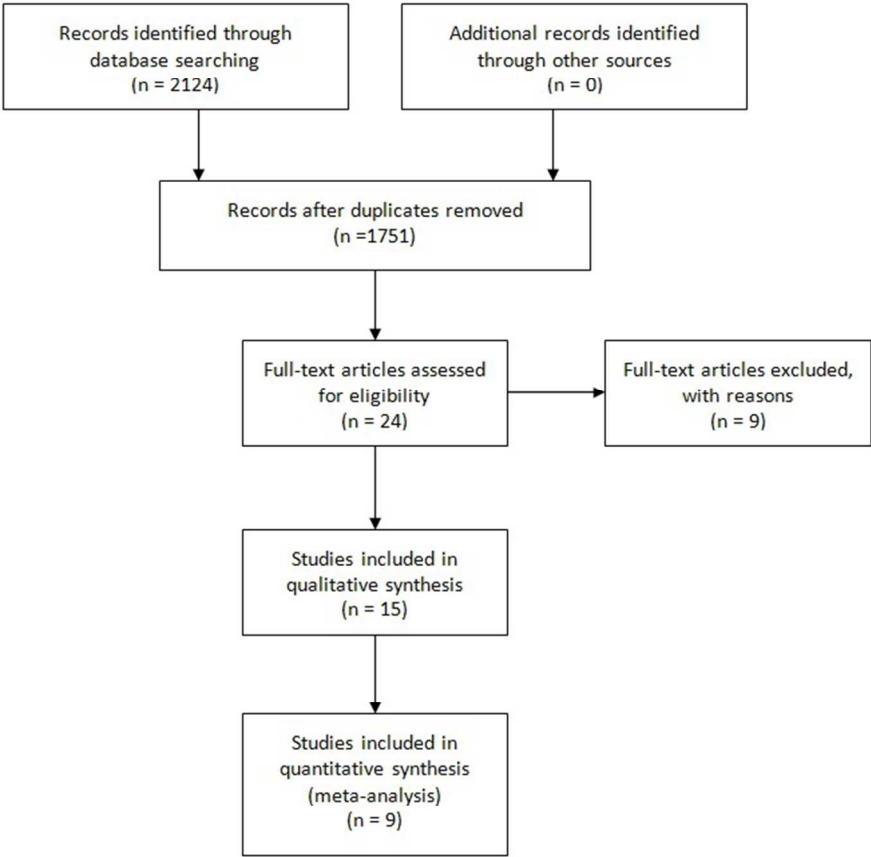 Records identified through
database searching
(n = 2124)
Additional records identified
through other sources
(n = 0)
Records after duplicates removed
(n =1751)
Full-text articles assessed
for eligibility
(n = 24)
Full-text articles excluded,
with reasons
(n = 9)
Studies included in
qualitative synthesis
(n = 15)
Studies included in
quantitative synthesis
(meta-analysis)
(n = 9)